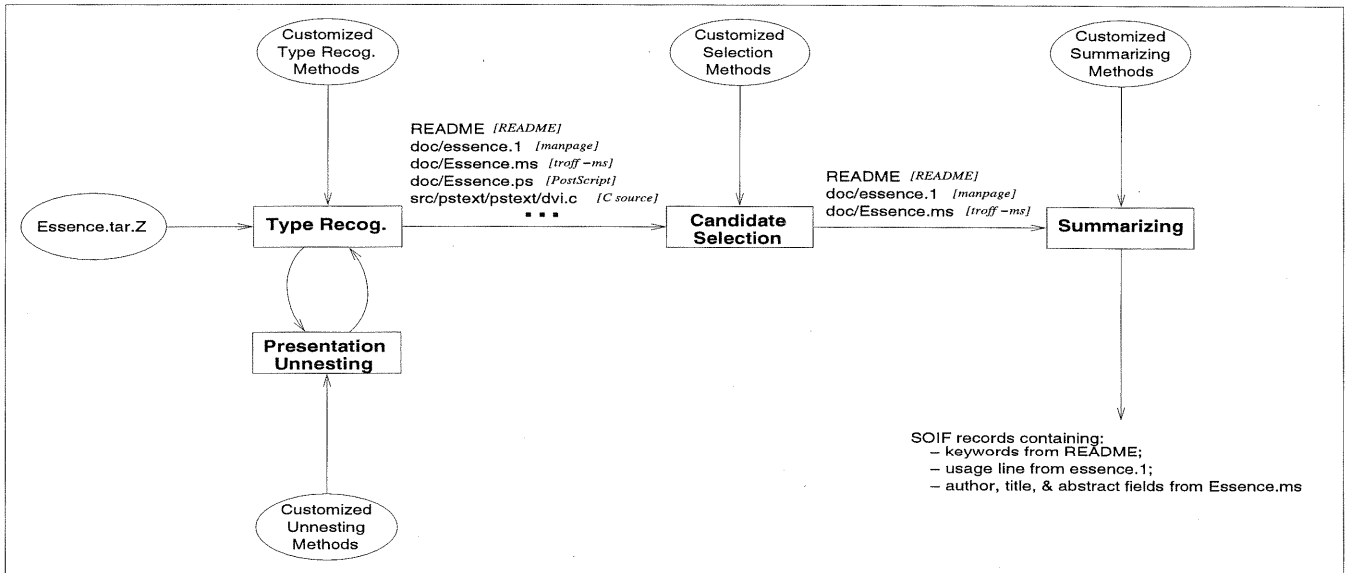 Customized
Type Recog.
Methods
Customized
Selection
Methods
Customized
Summarizing
Methods
README [README]
doc/essence.1 [manpage]
doc/Essence.ms [troff –ms]
doc/Essence.ps [PostScript]
src/pstext/pstext/dvi.c [C source]
...
README [README]
doc/essence.1 [manpage]
doc/Essence.ms [troff –ms]
Essence.tar.Z
Type Recog.
Candidate
Selection
Summarizing
Presentation
Unnesting
SOIF records containing:
– keywords from README;
– usage line from essence.1;
– author, title, & abstract fields from Essence.ms
Customized
Unnesting
Methods